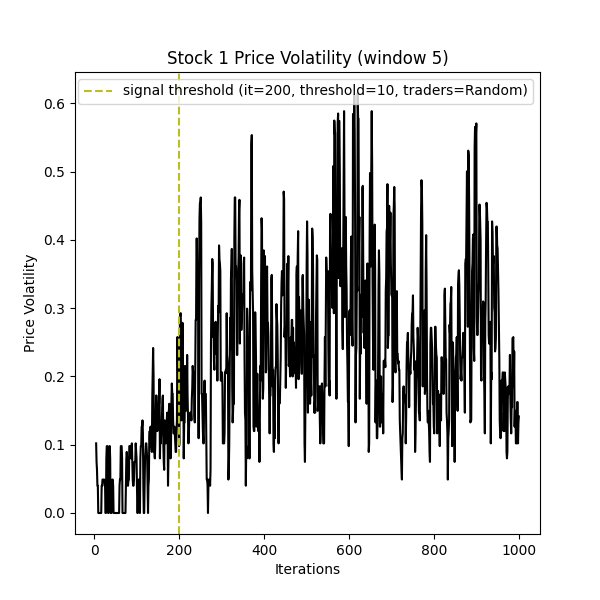 Stock 1 Price Volatility (window 5)
signal threshold (it=200, threshold=10, traders=Random)
0.6
0.5
0.4
0.3
0.2
0.1
0.0
Price Volatility
0 200 400 600 800 1000
Iterations